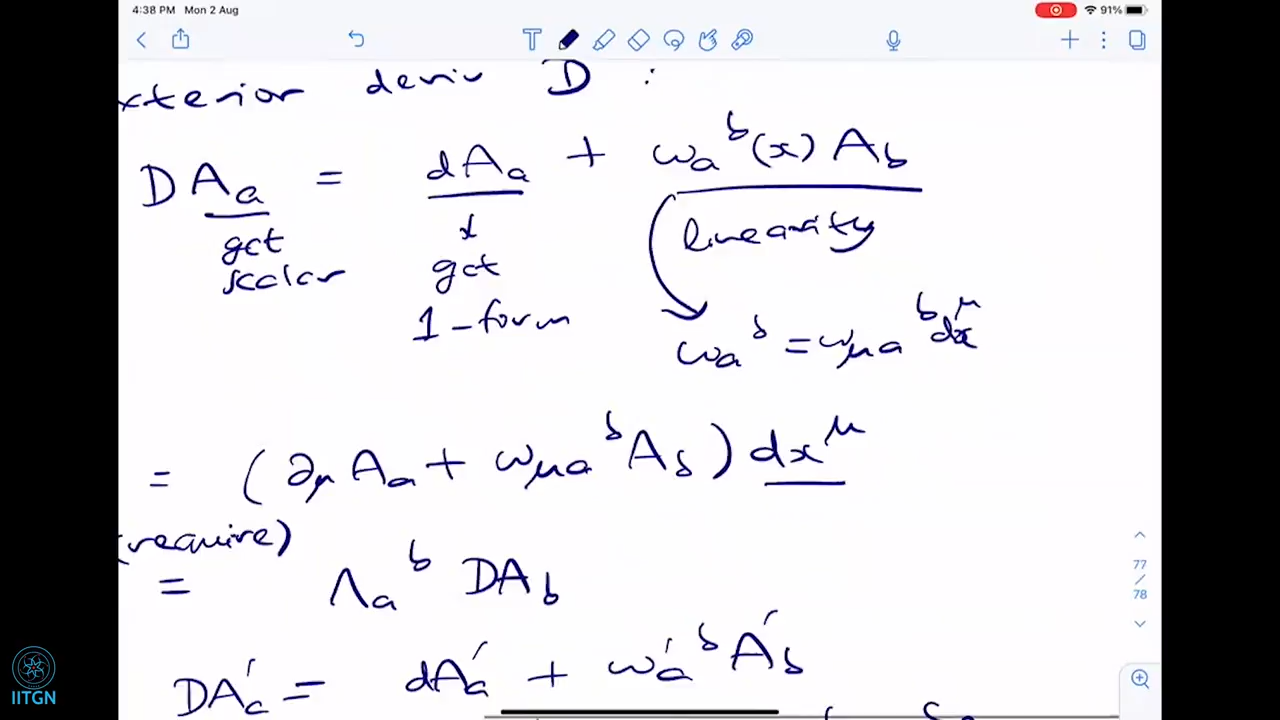 4:38 PM Mon 2 Aug
91%
xterior deriv D :
DA_a = dA_a + ω_a^b(x) A_b
gct scalar
gct 1-form
linearity
ω_a^b = ω_μa^b dx^μ
= (∂_μ A_a + ω_μa^b A_b) dx^μ
(require)
= Λ_a^b DA_b
DA'_a = dA'_a + ω'_a^b A'_b
77
/
78
IITGN